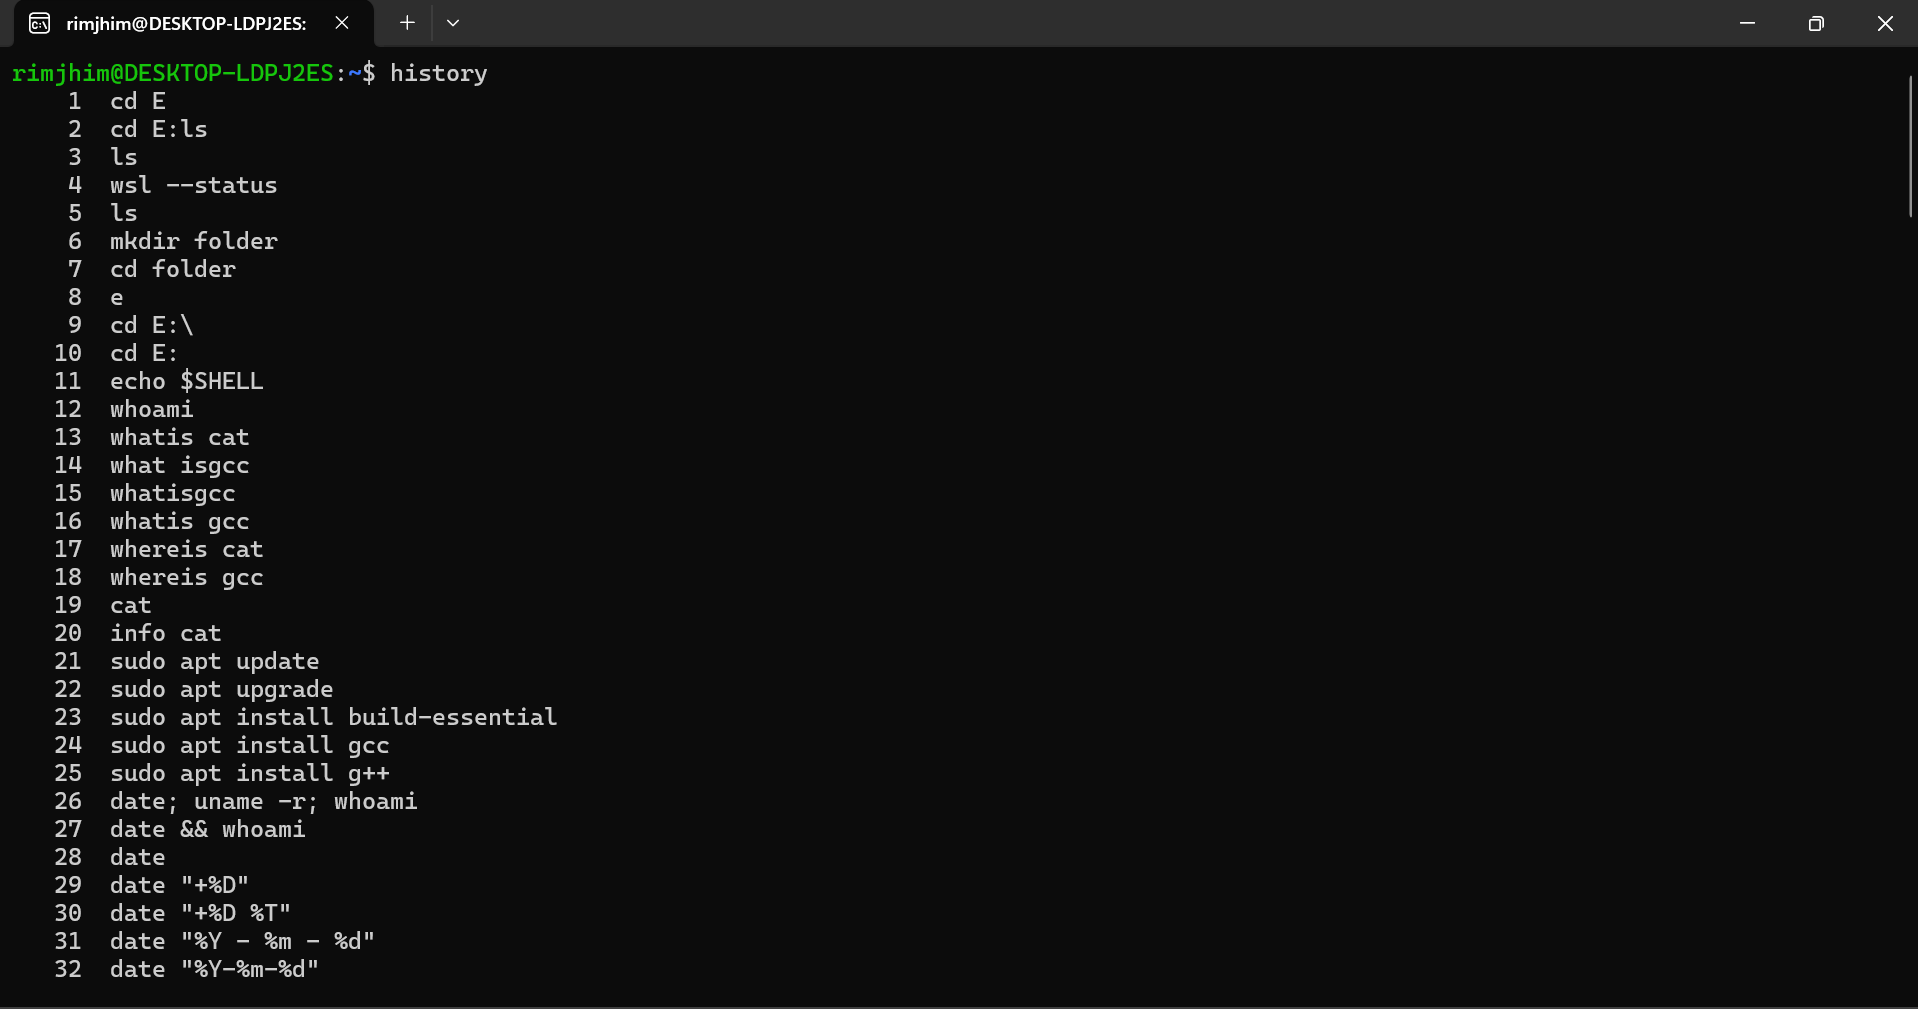 rimjhim@DESKTOP-LDPJ2ES:
rimjhim@DESKTOP-LDPJ2ES:~$ history
1 cd E
2 cd E:ls
3 ls
4 wsl --status
5 ls
6 mkdir folder
7 cd folder
8 e
9 cd E:\
10 cd E:
11 echo $SHELL
12 whoami
13 whatis cat
14 what isgcc
15 whatisgcc
16 whatis gcc
17 whereis cat
18 whereis gcc
19 cat
20 info cat
21 sudo apt update
22 sudo apt upgrade
23 sudo apt install build-essential
24 sudo apt install gcc
25 sudo apt install g++
26 date; uname -r; whoami
27 date && whoami
28 date
29 date "+%D"
30 date "+%D %T"
31 date "%Y - %m - %d"
32 date "%Y-%m-%d"